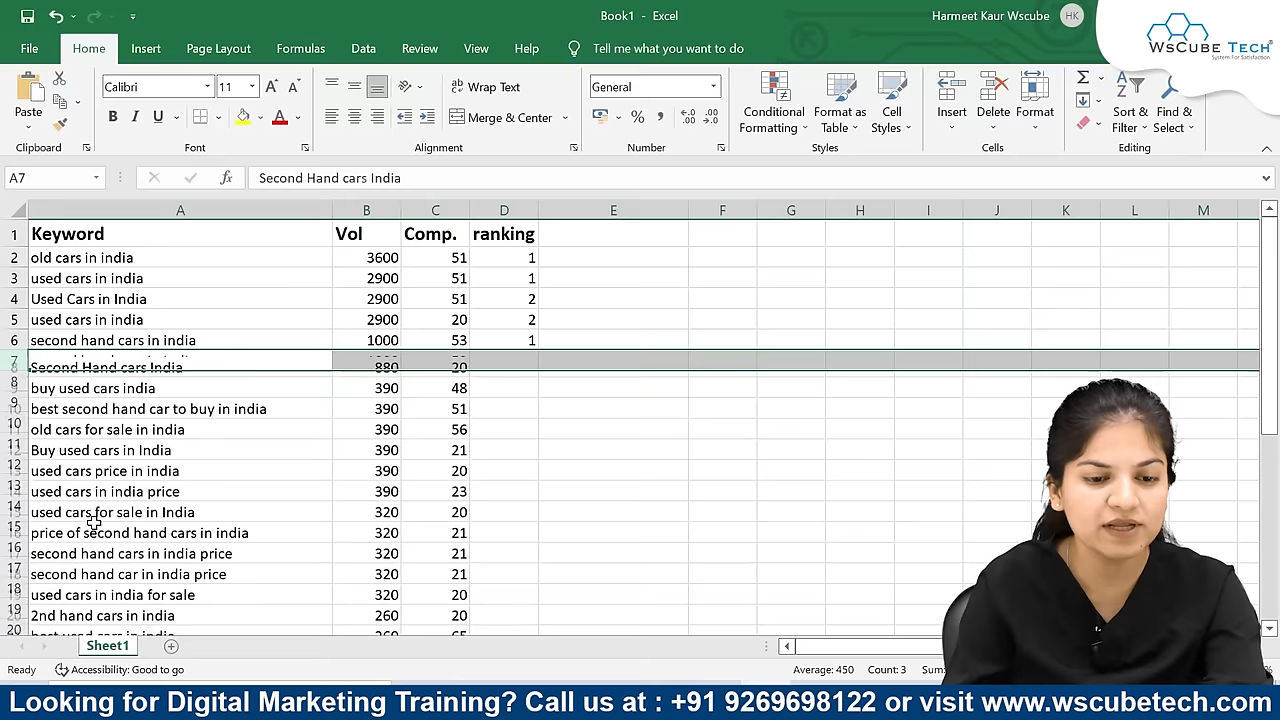 Book1 - Excel
Harmeet Kaur Wscube
HK
WsCube Tech
System For Satisfaction
File Home Insert Page Layout Formulas Data Review View Help Tell me what you want to do
Paste
Calibri 11
B I U
Wrap Text
Merge & Center
General
Conditional Formatting
Format as Table
Cell Styles
Insert Delete Format
Sort & Filter
Find & Select
Clipboard Font Alignment Number Styles Cells Editing
A7 fx Second Hand cars India
A B C D E F G H I J K L M
1 Keyword Vol Comp. ranking
2 old cars in india 3600 51 1
3 used cars in india 2900 51 1
4 Used Cars in India 2900 51 2
5 used cars in india 2900 20 2
6 second hand cars in india 1000 53 1
7
Second Hand cars India 880 20
8 buy used cars india 390 48
9 best second hand car to buy in india 390 51
10 old cars for sale in india 390 56
11 Buy used cars in India 390 21
12 used cars price in india 390 20
13 used cars in india price 390 23
14 used cars for sale in India 320 20
15 price of second hand cars in india 320 21
16 second hand cars in india price 320 21
17 second hand car in india price 320 21
18 used cars in india for sale 320 20
19 2nd hand cars in india 260 20
20
Sheet1
Ready Accessibility: Good to go Average: 450 Count: 3 Sum:
Looking for Digital Marketing Training? Call us at : +91 9269698122 or visit www.wscubetech.com